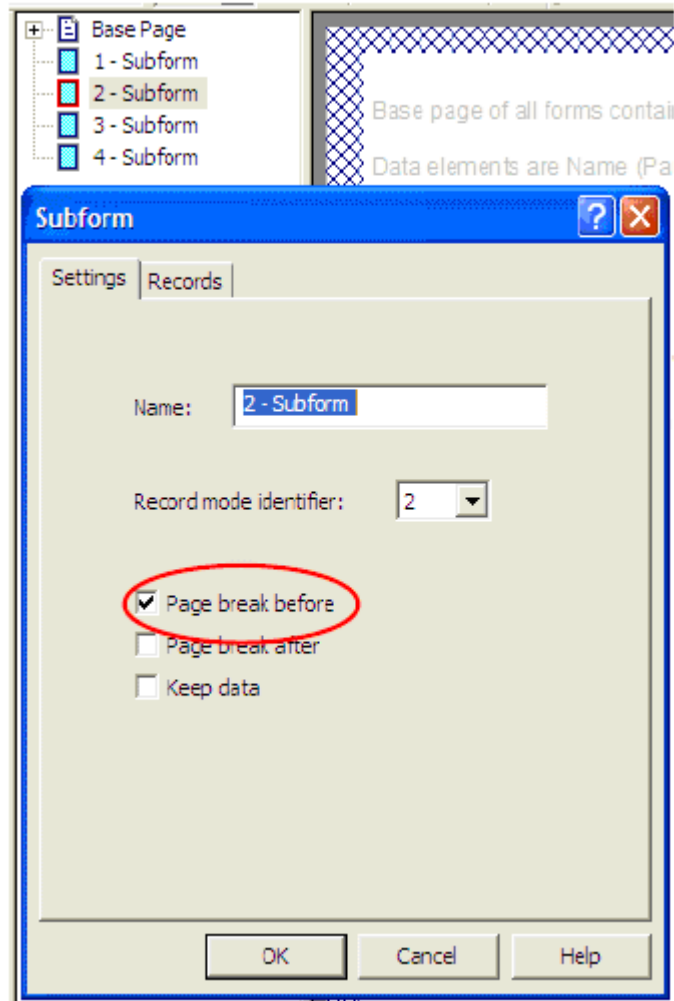 Base Page
1 - Subform
2 - Subform
3 - Subform
4 - Subform
Base page of all forms contai
Data elements are Name (Pa
Subform
Settings Records
Name: 2 - Subform
Record mode identifier: 2
Page break before
Page break after
Keep data
OK Cancel Help